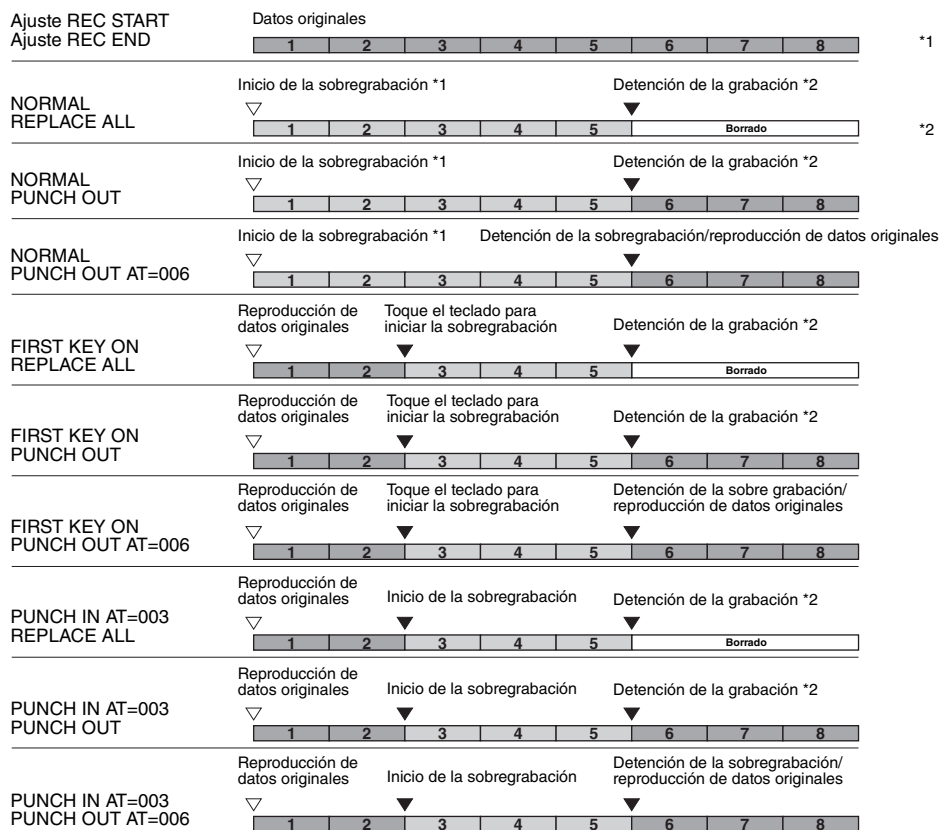 Ajuste REC START
Ajuste REC END
Datos originales
1 2 3 4 5 6 7 8
*1
NORMAL
REPLACE ALL
Inicio de la sobregrabación *1
Detención de la grabación *2
1 2 3 4 5 Borrado
*2
NORMAL
PUNCH OUT
Inicio de la sobregrabación *1
Detención de la grabación *2
1 2 3 4 5 6 7 8
NORMAL
PUNCH OUT AT=006
Inicio de la sobregrabación *1
Detención de la sobregrabación/reproducción de datos originales
1 2 3 4 5 6 7 8
FIRST KEY ON
REPLACE ALL
Reproducción de
datos originales
Toque el teclado para
iniciar la sobregrabación
Detención de la grabación *2
1 2 3 4 5 Borrado
FIRST KEY ON
PUNCH OUT
Reproducción de
datos originales
Toque el teclado para
iniciar la sobregrabación
Detención de la grabación *2
1 2 3 4 5 6 7 8
FIRST KEY ON
PUNCH OUT AT=006
Reproducción de
datos originales
Toque el teclado para
iniciar la sobregrabación
Detención de la sobre grabación/
reproducción de datos originales
1 2 3 4 5 6 7 8
PUNCH IN AT=003
REPLACE ALL
Reproducción de
datos originales
Inicio de la sobregrabación
Detención de la grabación *2
1 2 3 4 5 Borrado
PUNCH IN AT=003
PUNCH OUT
Reproducción de
datos originales
Inicio de la sobregrabación
Detención de la grabación *2
1 2 3 4 5 6 7 8
PUNCH IN AT=003
PUNCH OUT AT=006
Reproducción de
datos originales
Inicio de la sobregrabación
Detención de la sobregrabación/
reproducción de datos originales
1 2 3 4 5 6 7 8